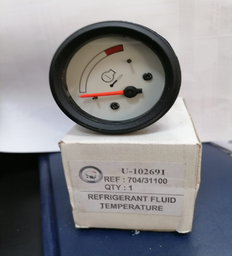 U-102691
REF : 704/31100
QTY : 1
REFRIGERANT FLUID
TEMPERATURE